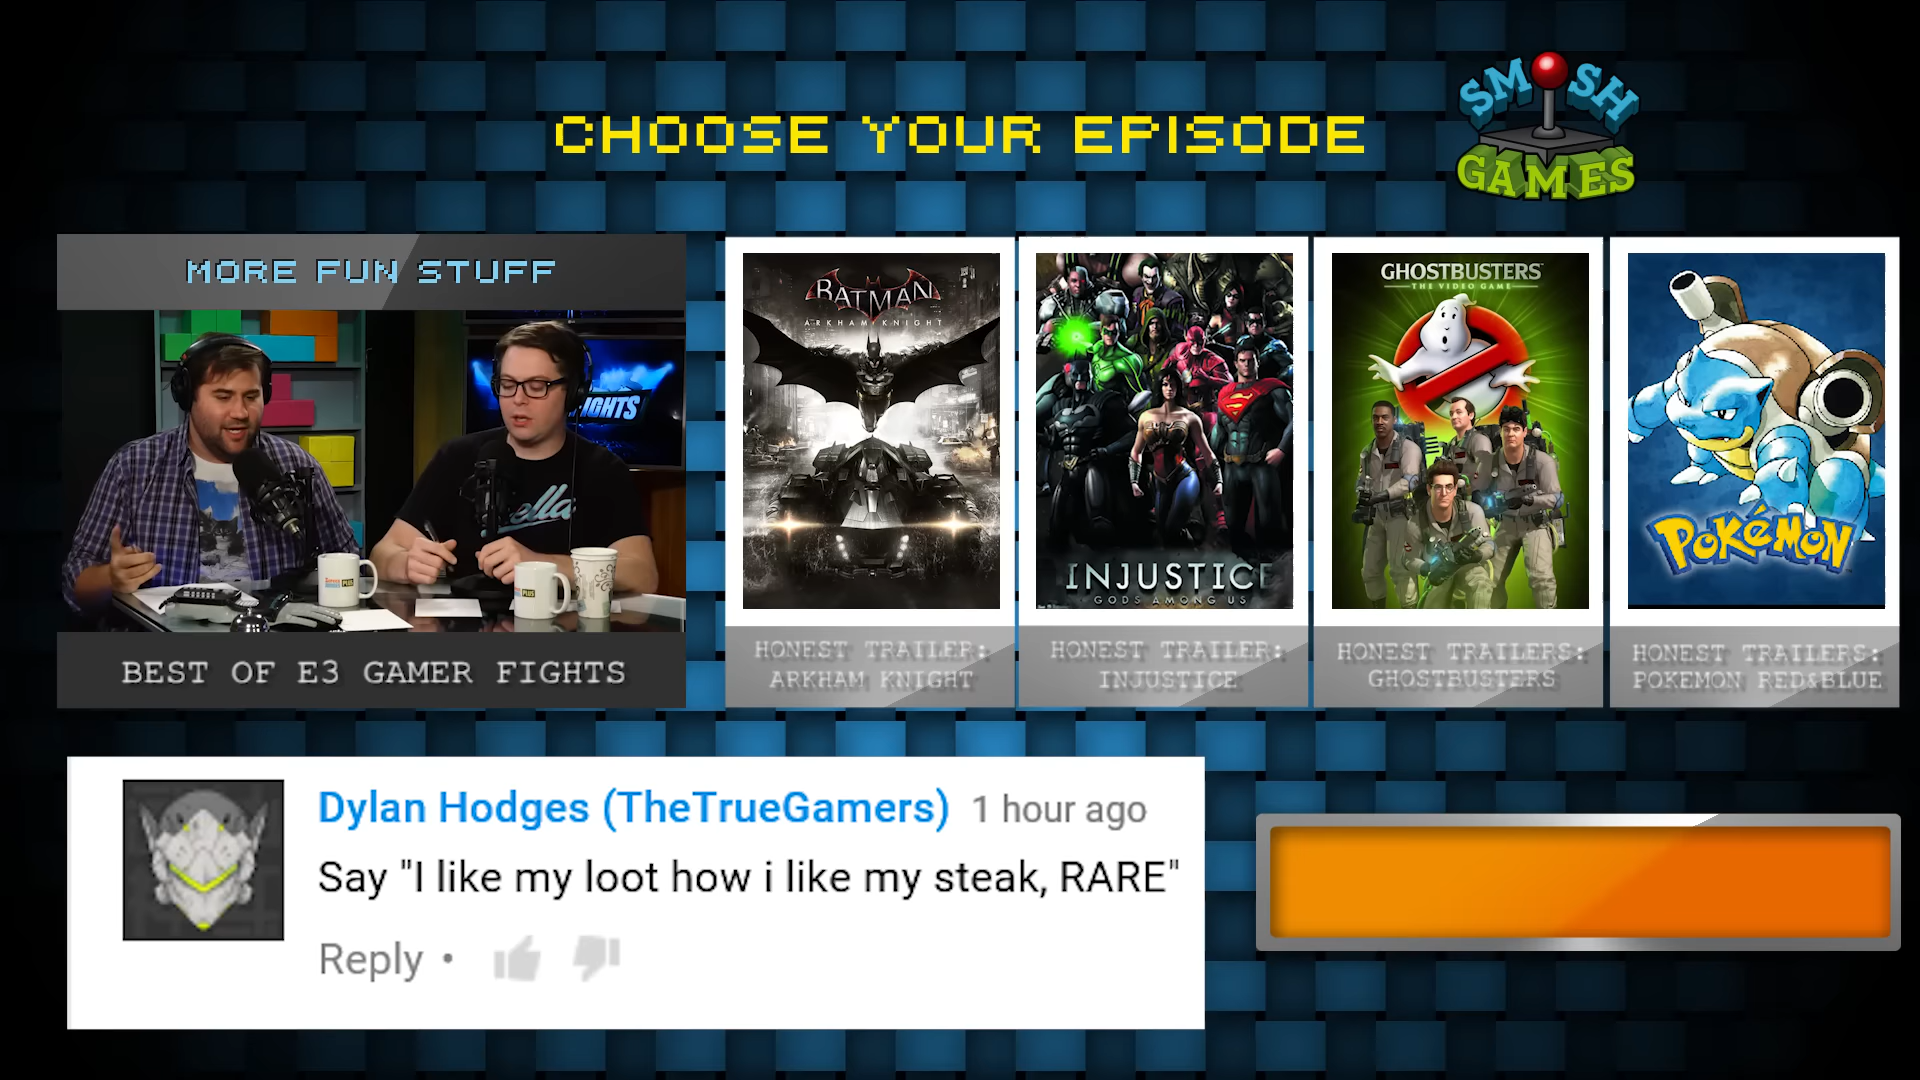 SMOSH
GAMES
CHOOSE YOUR EPISODE
MORE FUN STUFF
BEST OF E3 GAMER FIGHTS
BATMAN
ARKHAM KNIGHT
HONEST TRAILER:
ARKHAM KNIGHT
INJUSTICE
GODS AMONG US
HONEST TRAILER:
INJUSTICE
GHOSTBUSTERS
THE VIDEO GAME
HONEST TRAILERS:
GHOSTBUSTERS
POKéMON
HONEST TRAILERS:
POKEMON RED&BLUE
Dylan Hodges (TheTrueGamers) 1 hour ago
Say "I like my loot how i like my steak, RARE"
Reply •